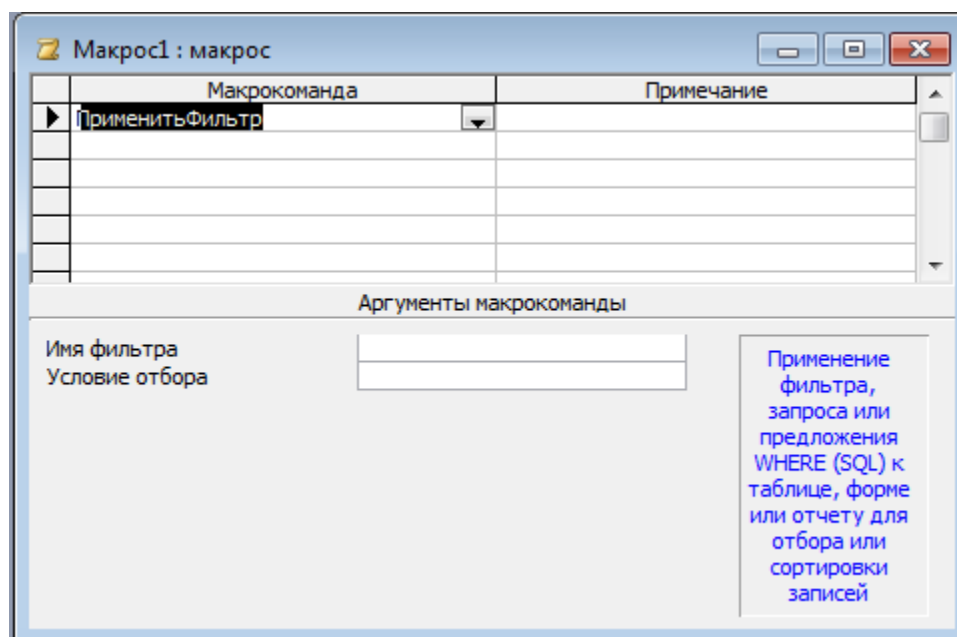 Макрос1 : макрос
Макрокоманда Примечание
ПрименитьФильтр
Аргументы макрокоманды
Имя фильтра
Условие отбора
Применение
фильтра,
запроса или
предложения
WHERE (SQL) к
таблице, форме
или отчету для
отбора или
сортировки
записей